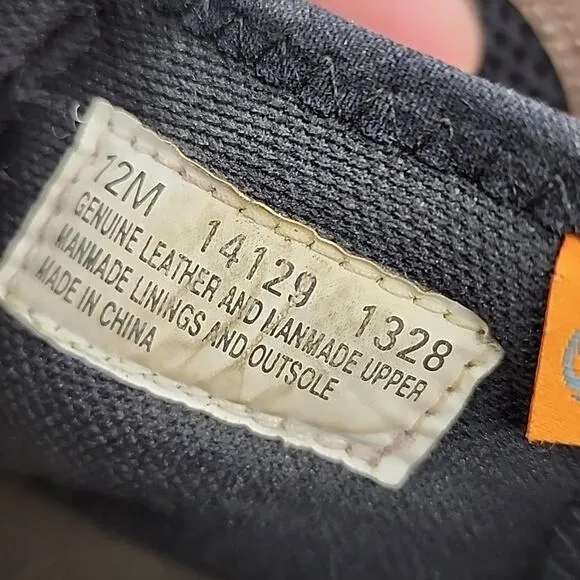 12M 14129 1328
GENUINE LEATHER AND MANMADE UPPER
MANMADE LININGS AND OUTSOLE
MADE IN CHINA